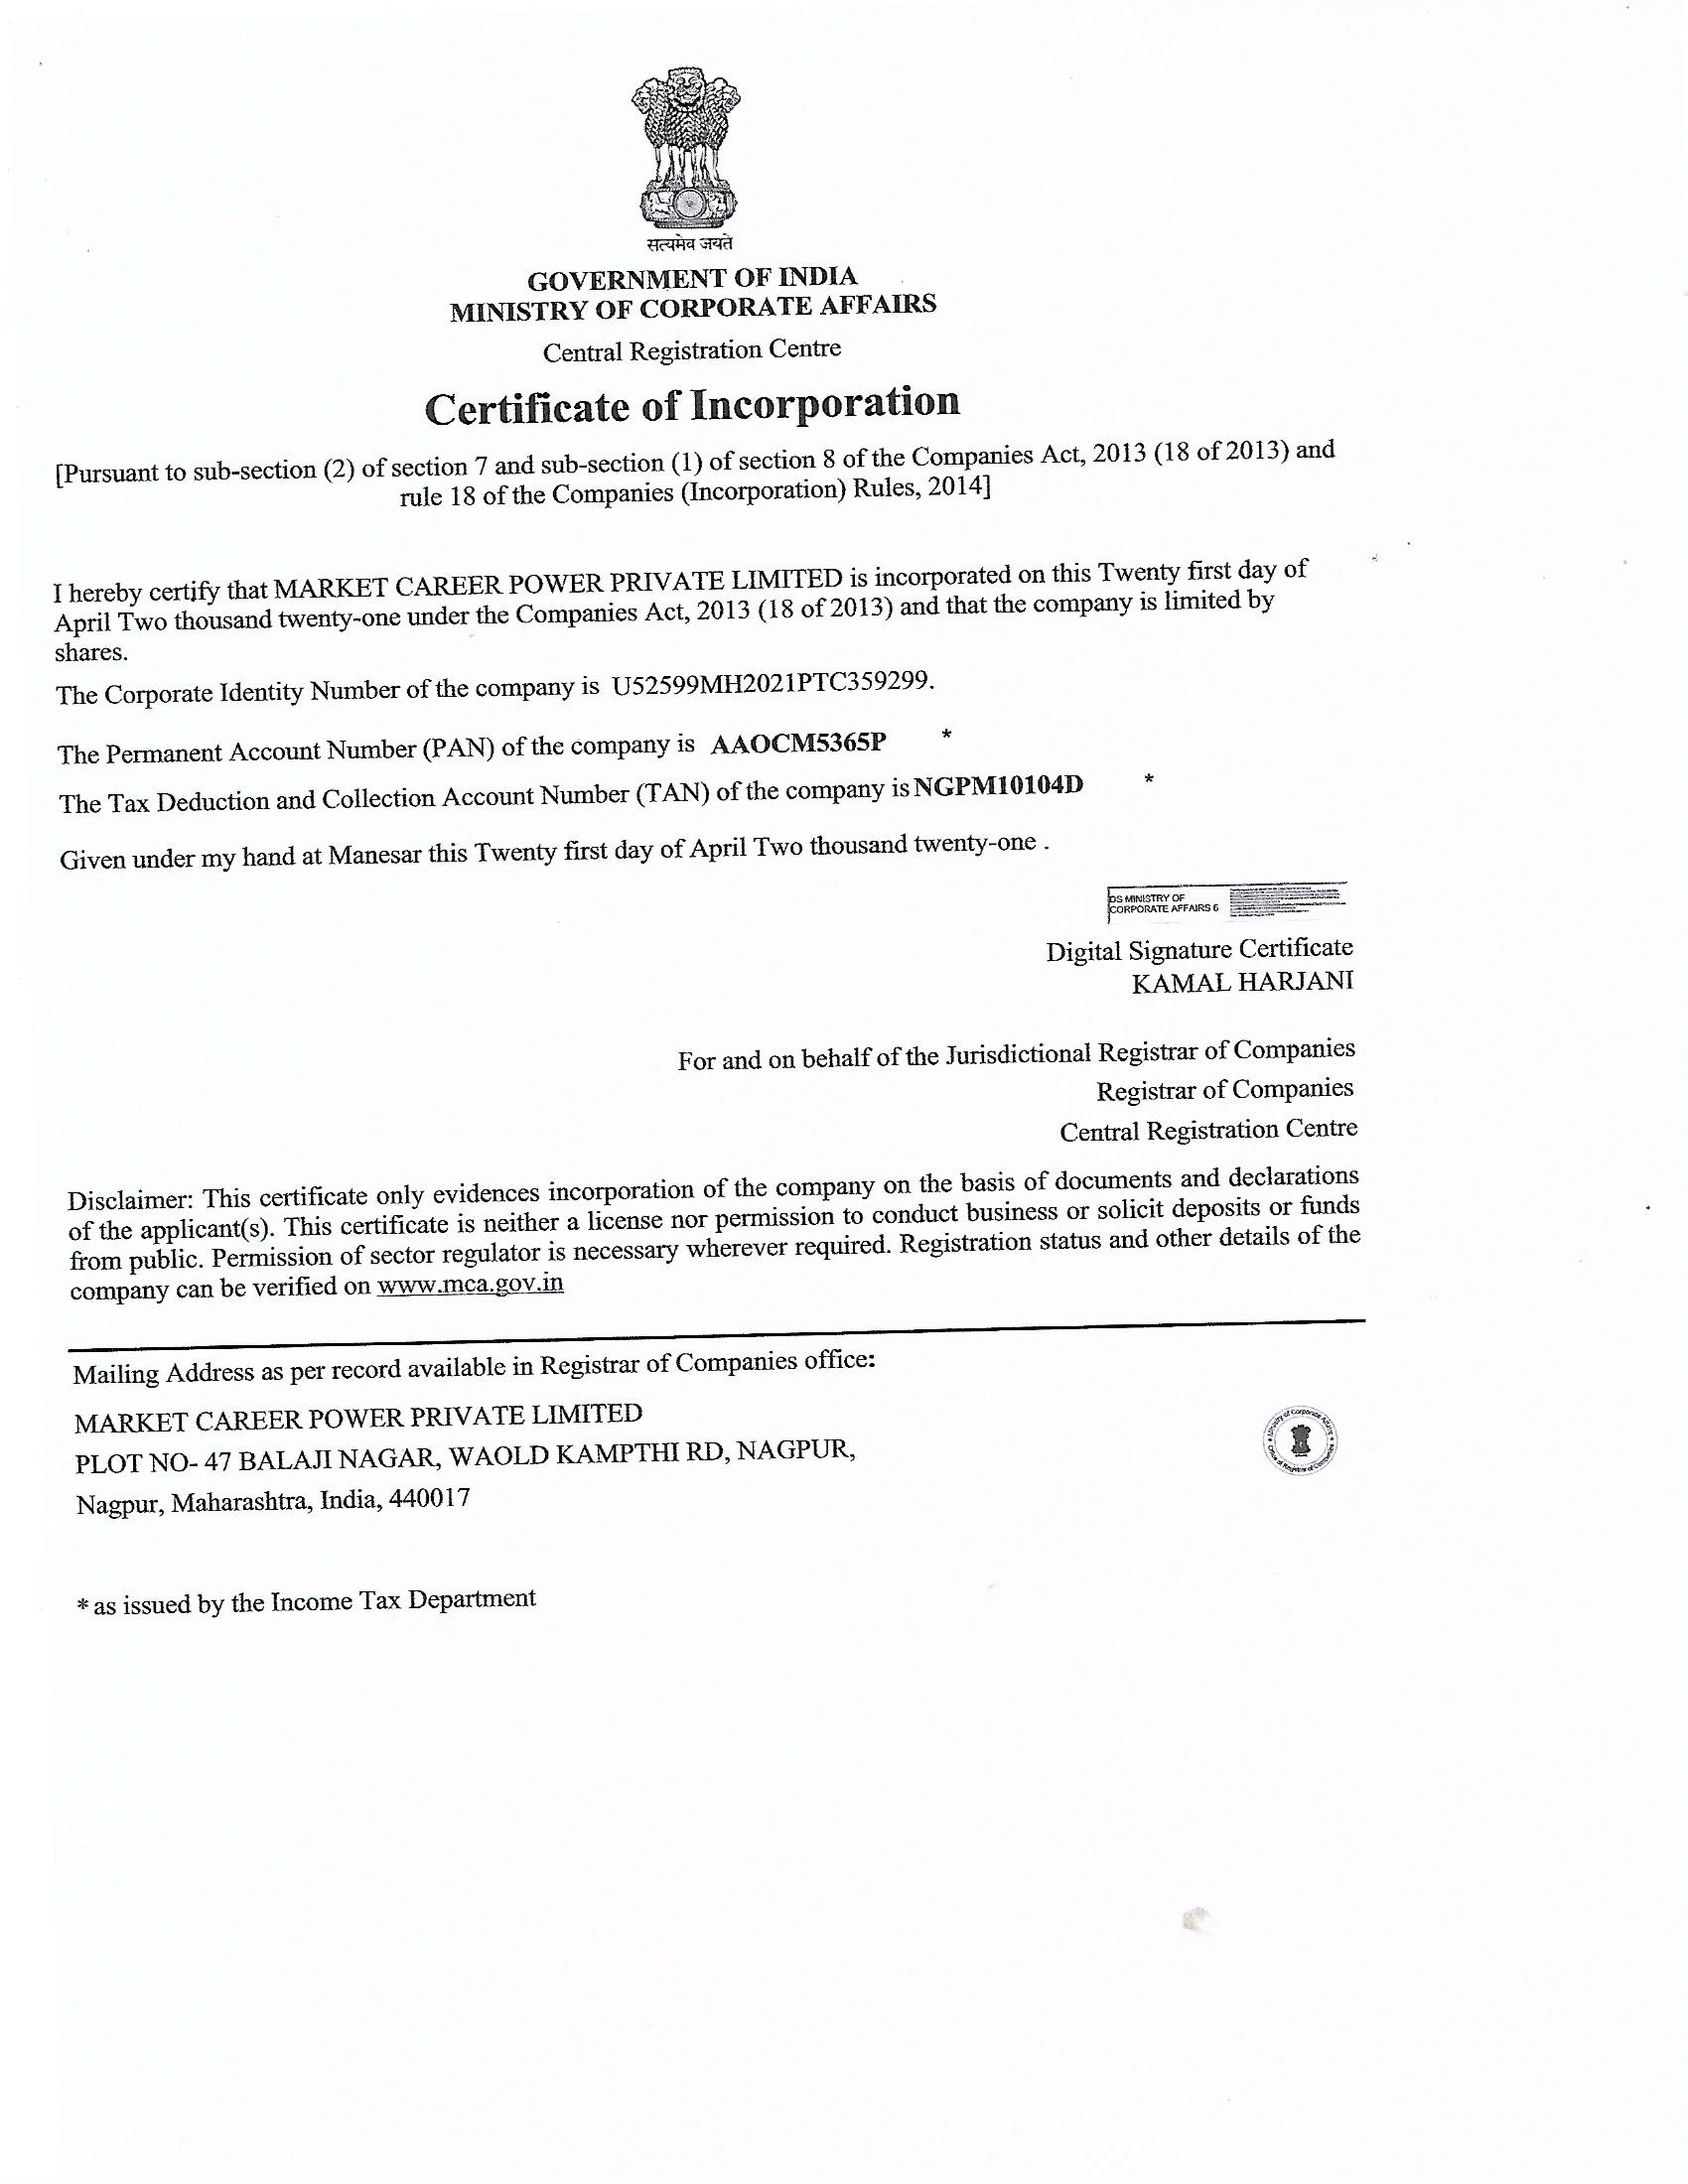 सत्यमेव जयते
GOVERNMENT OF INDIA
MINISTRY OF CORPORATE AFFAIRS
Central Registration Centre
Certificate of Incorporation
[Pursuant to sub-section (2) of section 7 and sub-section (1) of section 8 of the Companies Act, 2013 (18 of 2013) and
rule 18 of the Companies (Incorporation) Rules, 2014]
I hereby certify that MARKET CAREER POWER PRIVATE LIMITED is incorporated on this Twenty first day of
April Two thousand twenty-one under the Companies Act, 2013 (18 of 2013) and that the company is limited by
shares.
The Corporate Identity Number of the company is U52599MH2021PTC359299.
The Permanent Account Number (PAN) of the company is AAOCM5365P *
The Tax Deduction and Collection Account Number (TAN) of the company is NGPM10104D *
Given under my hand at Manesar this Twenty first day of April Two thousand twenty-one .
DS MINISTRY OF
CORPORATE AFFAIRS 6
Digital Signature Certificate
KAMAL HARJANI
For and on behalf of the Jurisdictional Registrar of Companies
Registrar of Companies
Central Registration Centre
Disclaimer: This certificate only evidences incorporation of the company on the basis of documents and declarations
of the applicant(s). This certificate is neither a license nor permission to conduct business or solicit deposits or funds
from public. Permission of sector regulator is necessary wherever required. Registration status and other details of the
company can be verified on www.mca.gov.in
Mailing Address as per record available in Registrar of Companies office:
MARKET CAREER POWER PRIVATE LIMITED
PLOT NO- 47 BALAJI NAGAR, WAOLD KAMPTHI RD, NAGPUR,
Nagpur, Maharashtra, India, 440017
Ministry of Corporate Affairs
Office of Registrar of Companies
* as issued by the Income Tax Department